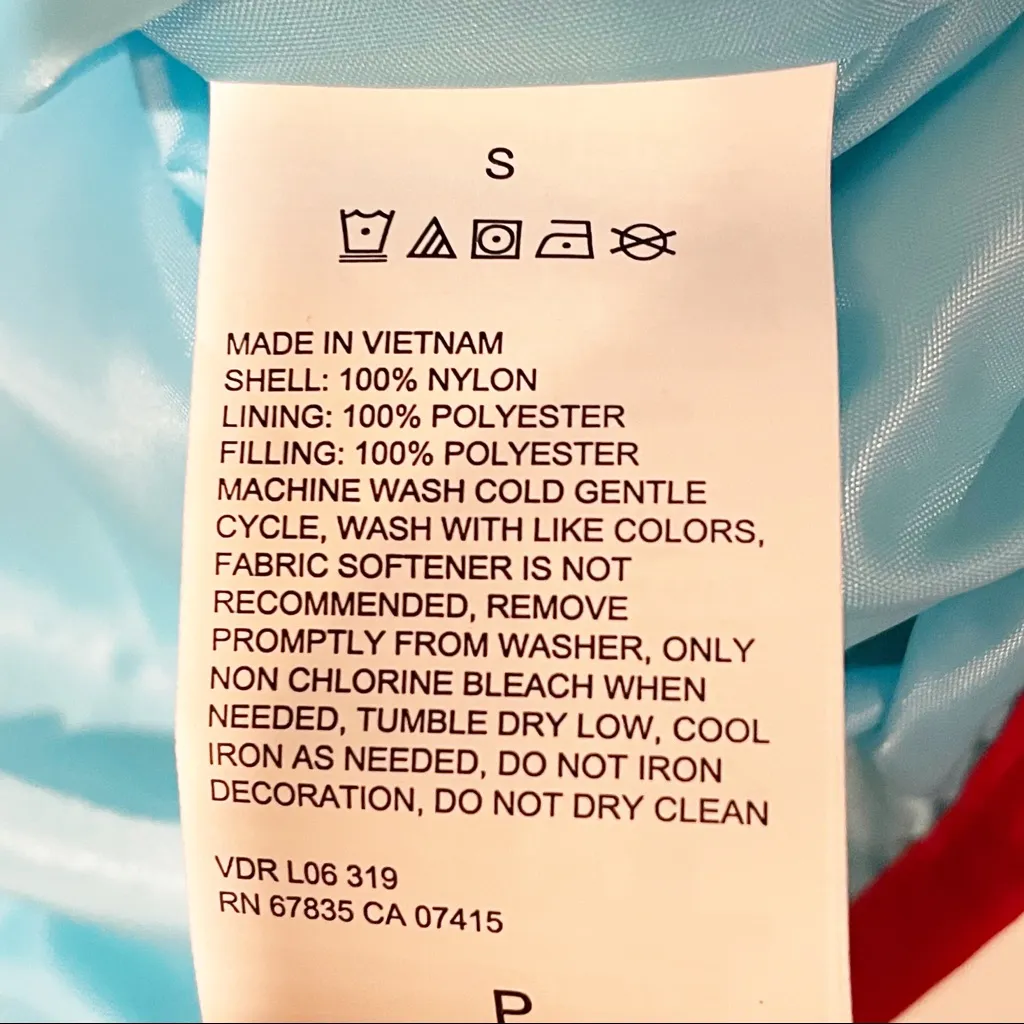 S
MADE IN VIETNAM
SHELL: 100% NYLON
LINING: 100% POLYESTER
FILLING: 100% POLYESTER
MACHINE WASH COLD GENTLE
CYCLE, WASH WITH LIKE COLORS,
FABRIC SOFTENER IS NOT
RECOMMENDED, REMOVE
PROMPTLY FROM WASHER, ONLY
NON CHLORINE BLEACH WHEN
NEEDED, TUMBLE DRY LOW, COOL
IRON AS NEEDED, DO NOT IRON
DECORATION, DO NOT DRY CLEAN
VDR L06 319
RN 67835 CA 07415
P